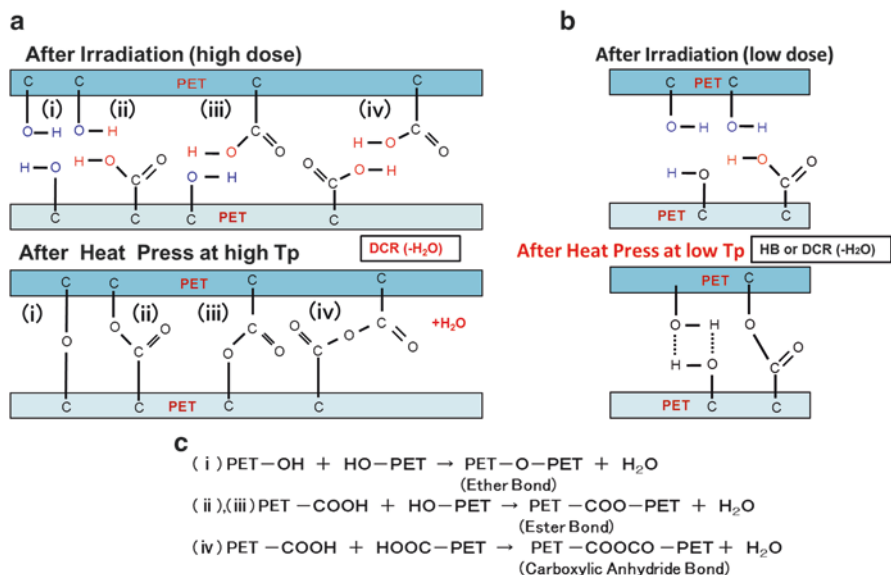 a
After Irradiation (high dose)
C C PET C C
(i) (ii) (iii) (iv)
O H O H H O C O H O C O
H O H O C O O H C O H O
C C C PET C
After Heat Press at high Tp DCR (-H₂O)
C PET C C
(i) (ii) (iii) (iv) +H₂O
O O C O C O O C O C O O
C PET C C C
b
After Irradiation (low dose)
C PET C
O H O H
H O H O C O
PET C C
After Heat Press at low Tp HB or DCR (-H₂O)
PET C
O H O
H O C O
PET C C
c
(i) PET—OH + HO—PET → PET—O—PET + H₂O
(Ether Bond)
(ii),(iii) PET—COOH + HO—PET → PET—COO—PET + H₂O
(Ester Bond)
(iv) PET—COOH + HOOC—PET → PET—COOCO—PET + H₂O
(Carboxylic Anhydride Bond)